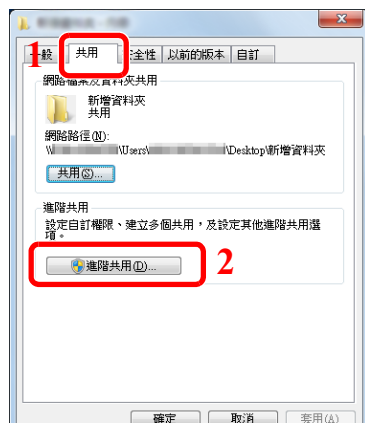 1
一般 共用 安全性 以前的版本 自訂
網路檔案及資料夾共用
新增資料夾
共用
網路路徑(N):
\Users\ \Desktop\新增資料夾
共用(S)...
進階共用
設定自訂權限、建立多個共用，及設定其他進階共用選
項。
進階共用(D)...
2
確定 取消 套用(A)